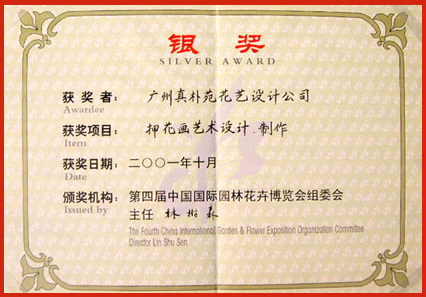 银 奖
SILVER AWARD
获 奖 者： 广州真朴苑花艺设计公司
Awardee
获奖项目： 押花画艺术设计、制作
Item
获奖日期：二〇〇一年十月
Date
颁奖机构：第四届中国国际园林花卉博览会组委会
Issued by 主任 林树森
The Fourth China International Garden & Flower Exposition Organization Committee
Director Lin Shu Sen